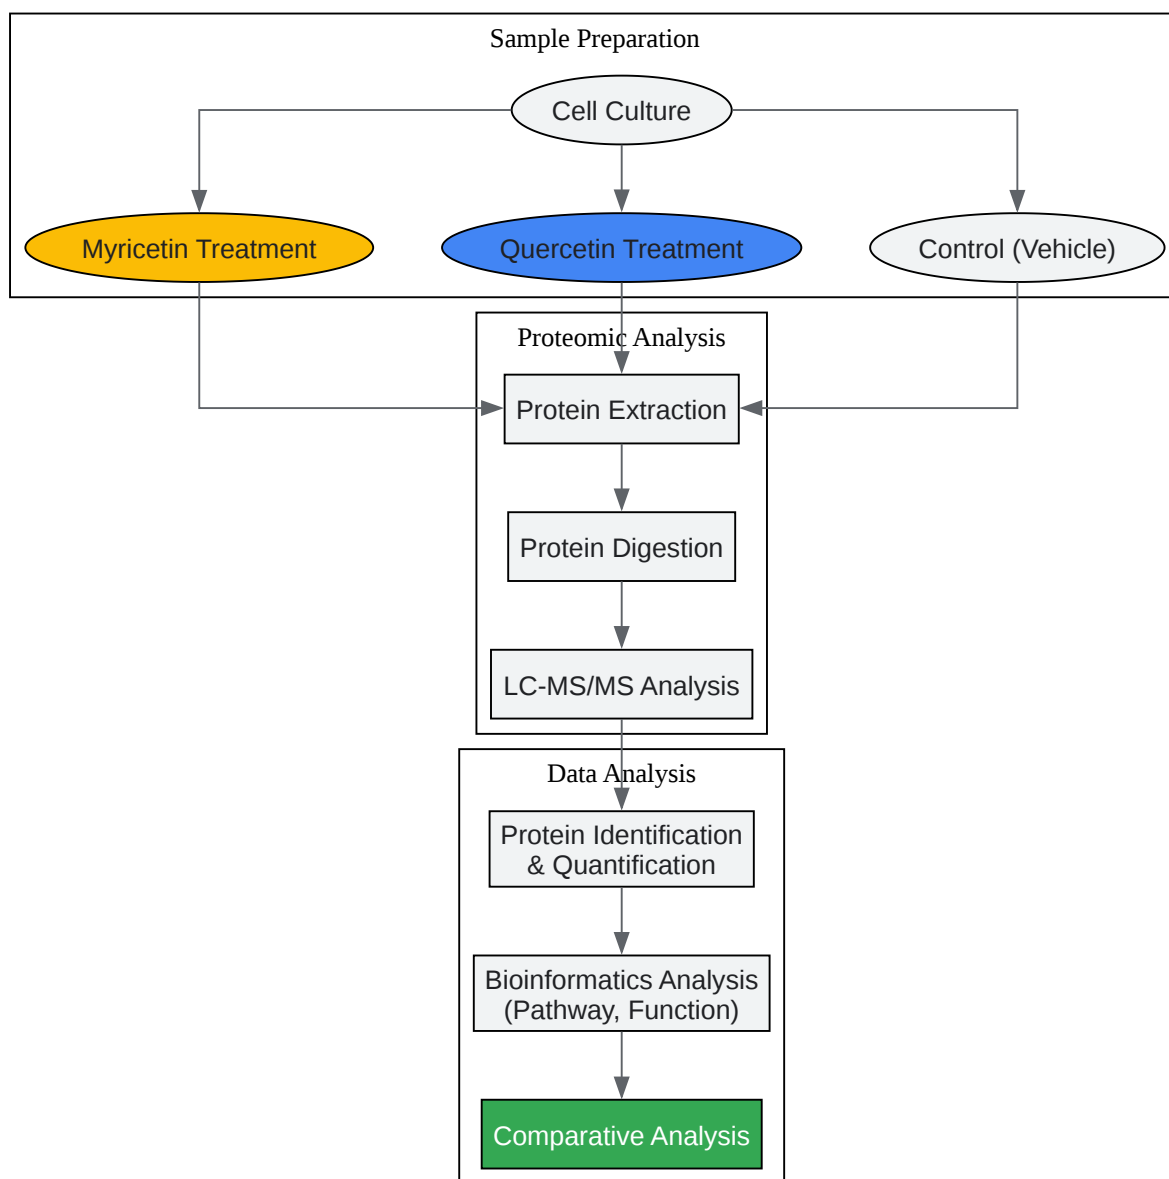 Sample Preparation
Cell Culture
Myricetin Treatment
Quercetin Treatment
Control (Vehicle)
Proteomic Analysis
Protein Extraction
Protein Digestion
LC-MS/MS Analysis
Data Analysis
Protein Identification
& Quantification
Bioinformatics Analysis
(Pathway, Function)
Comparative Analysis